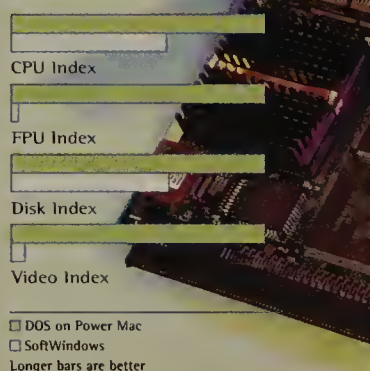 CPU Index
FPU Index
Disk Index
Video Index
DOS on Power Mac
SoftWindows
Longer bars are better